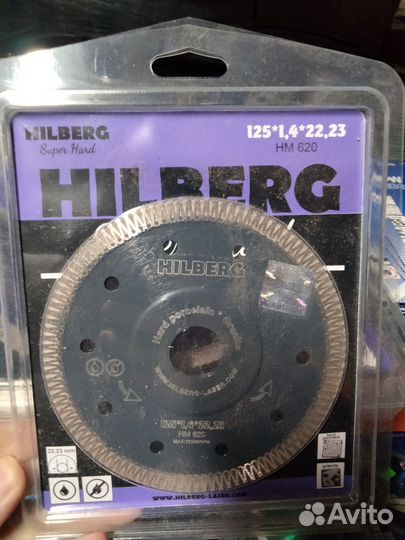 HILBERG
Super Hard
125*1,4*22,23
HM 620
HILBERG
HILBERG
Hard porcelain • Granite
WWW.HILBERG-LASER.COM
125*1,4*22,23
HM 620
22,23 mm
WWW.HILBERG-LASER.COM
Avito